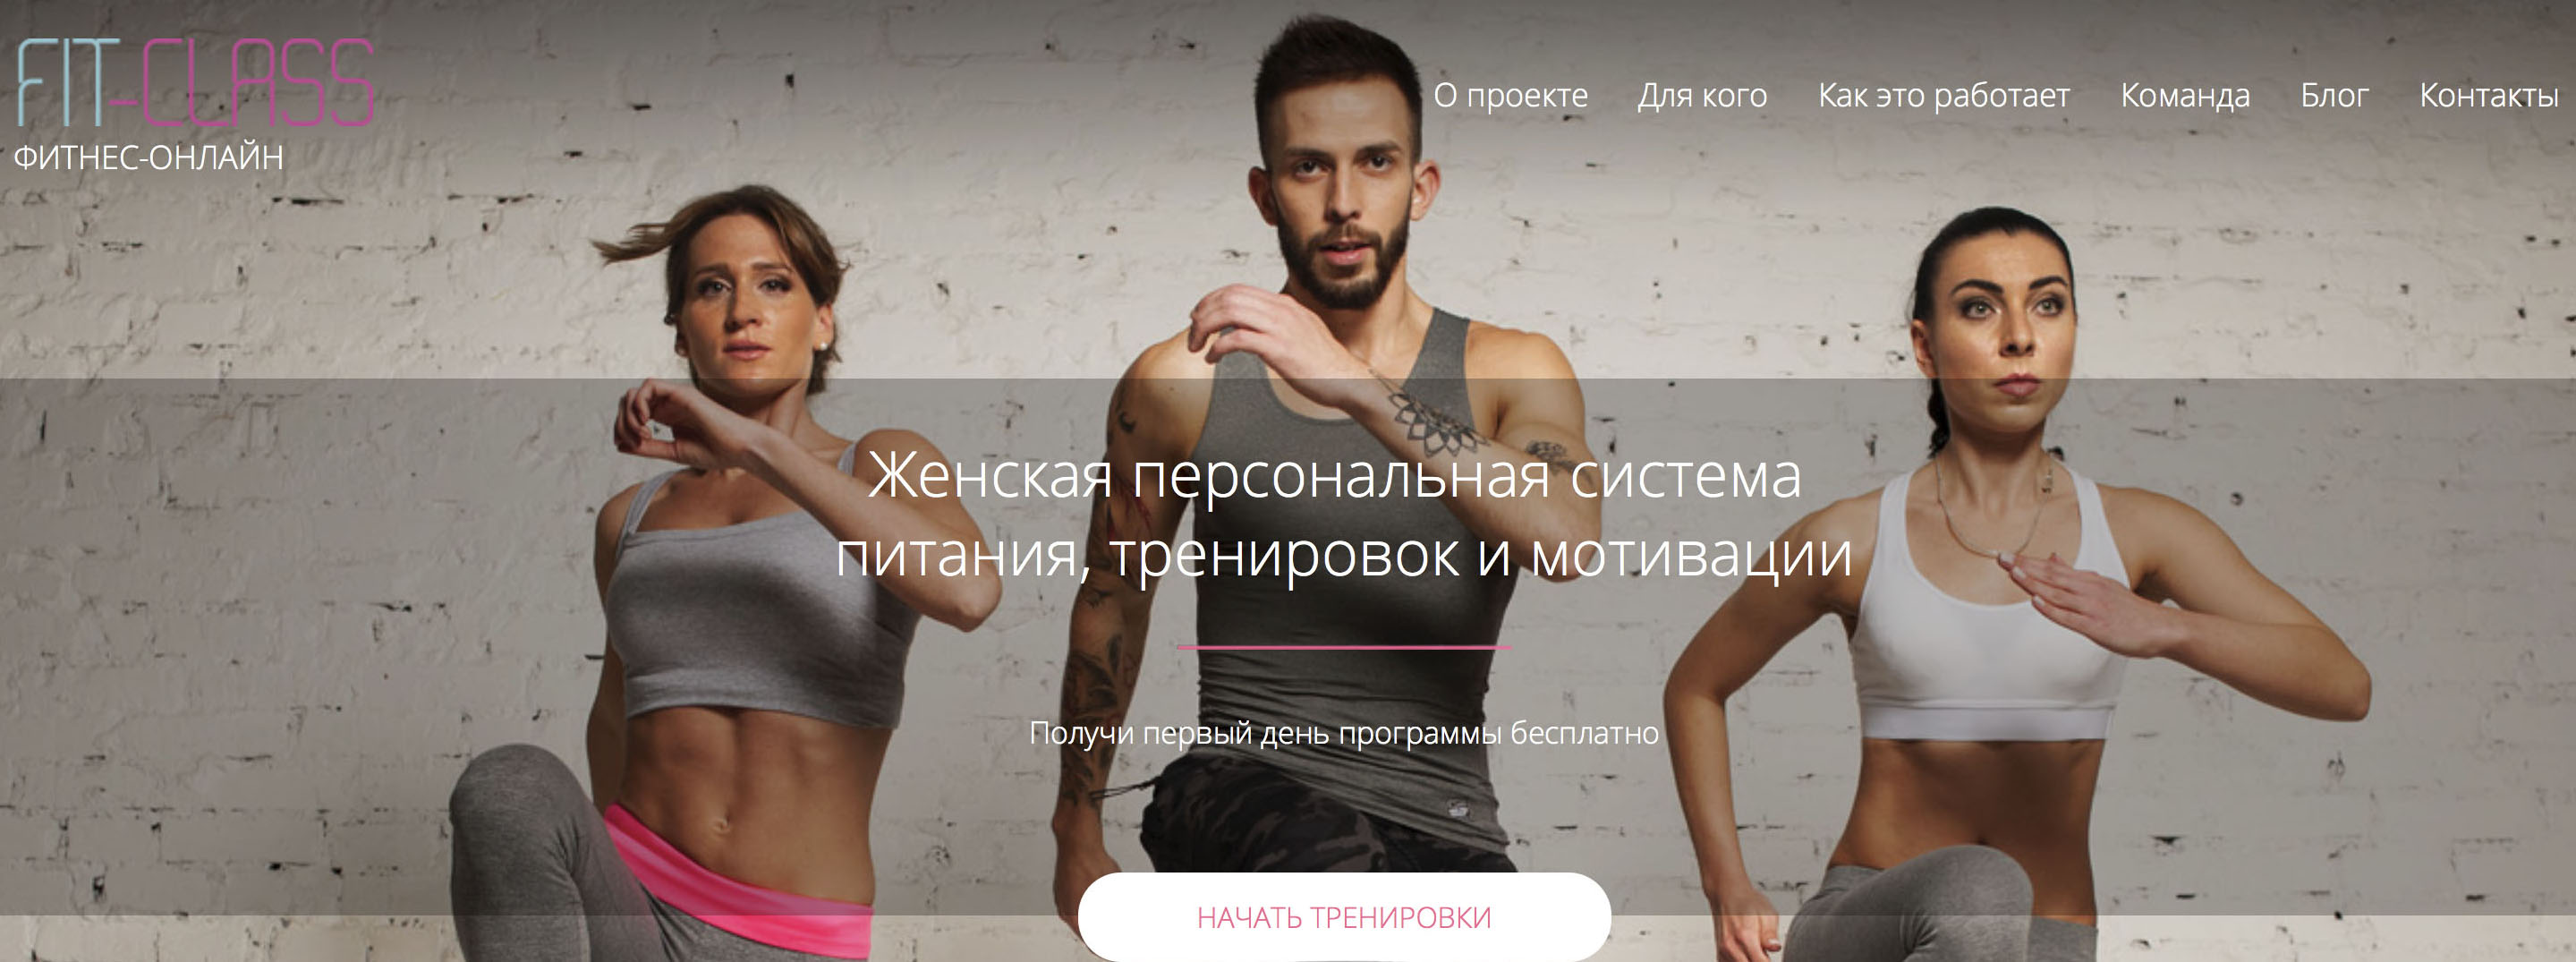 FIT-CLASS
ФИТНЕС-ОНЛАЙН
О проекте Для кого Как это работает Команда Блог Контакты
Женская персональная система
питания, тренировок и мотивации
Получи первый день программы бесплатно
НАЧАТЬ ТРЕНИРОВКИ